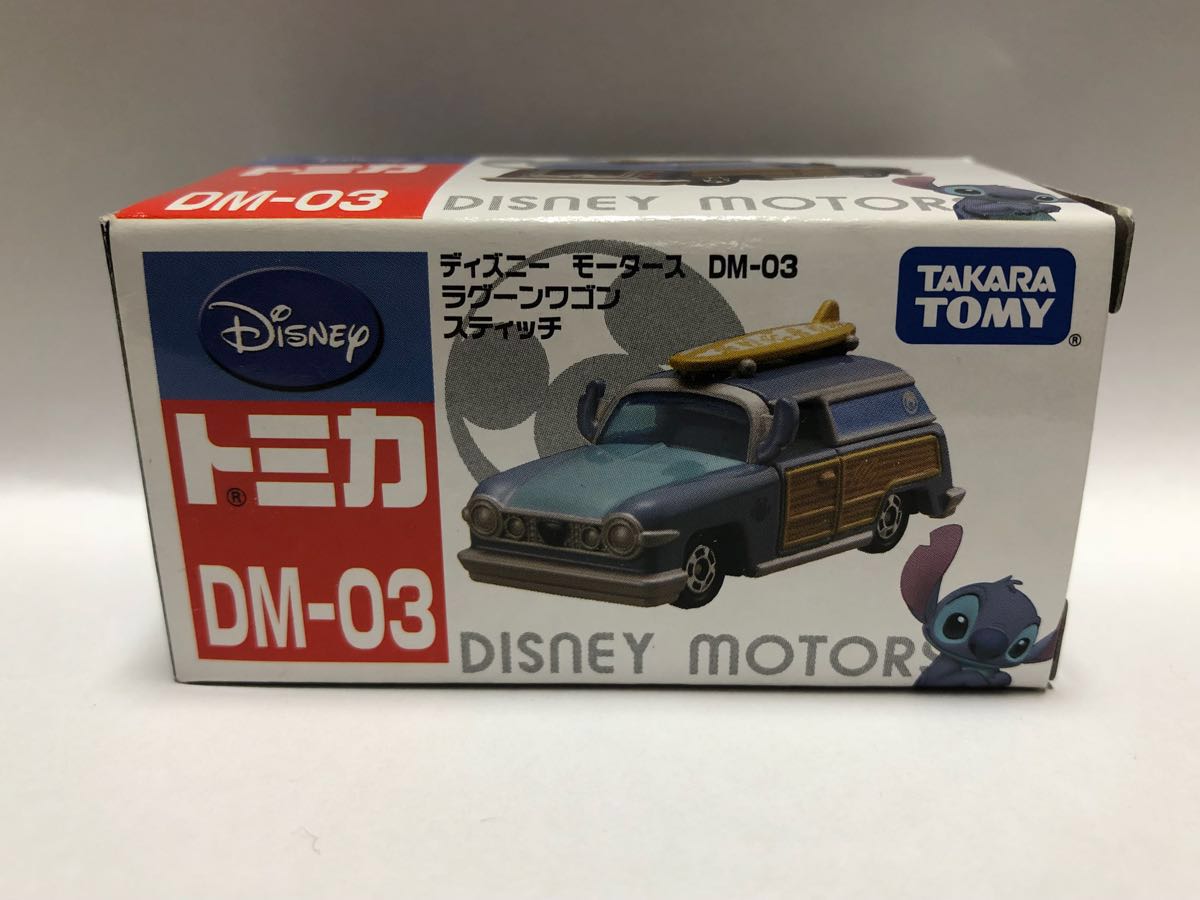 トミカ
DM-03
DISNEY MOTORS
Disney
トミカ®
DM-03
ディズニー モータース DM-03
ラグーンワゴン
スティッチ
TAKARA
TOMY®
DISNEY MOTORS